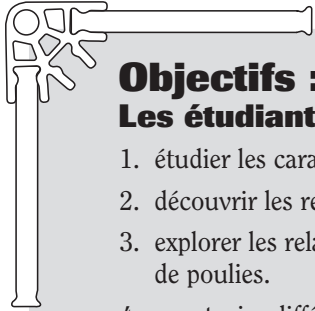 Objectifs :
Les étudiant
1. étudier les cara
2. découvrir les re
3. explorer les rela
de poulies.